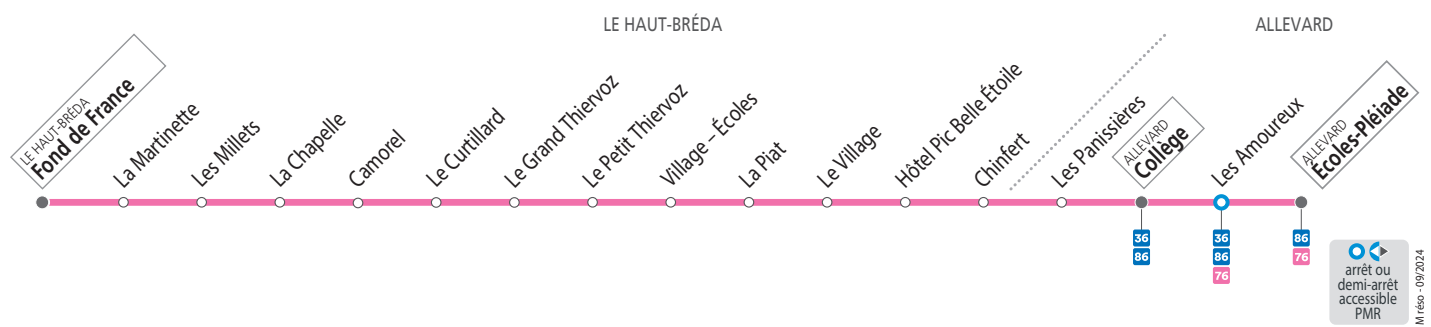 LE HAUT-BRÉDA
ALLEVARD
LE HAUT-BRÉDA
Fond de France
La Martinette
Les Millets
La Chapelle
Camorel
Le Curtillard
Le Grand Thiervoz
Le Petit Thiervoz
Village – Écoles
La Piat
Le Village
Hôtel Pic Belle Étoile
Chinfert
Les Panissières
ALLEVARD
Collège
Les Amoureux
ALLEVARD
Écoles-Pléiade
36
86
36
86
76
86
76
arrêt ou
demi-arrêt
accessible
PMR
M réso - 09/2024